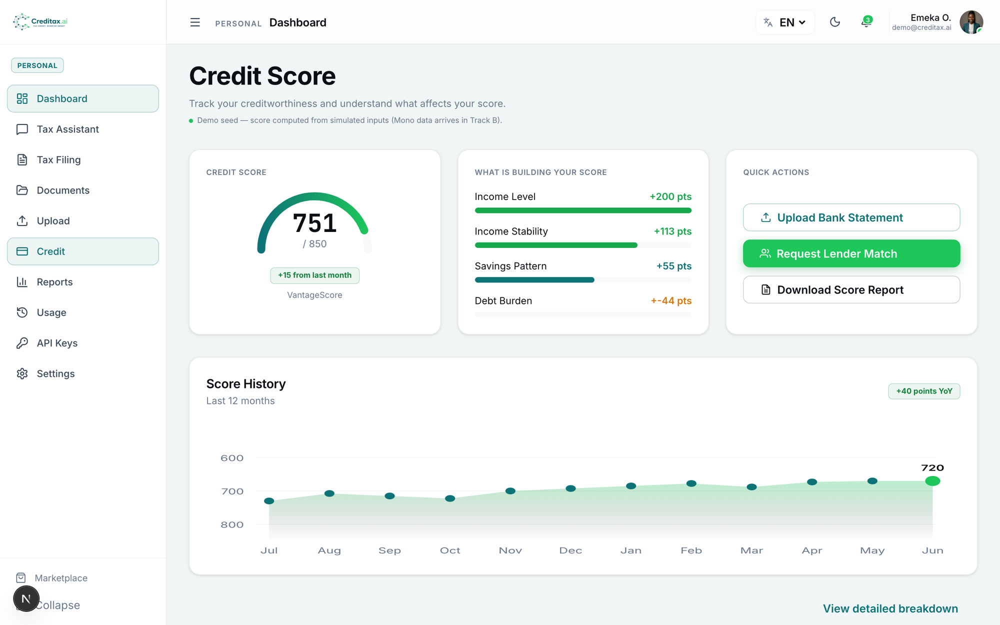 Creditax.ai
TAX SMART. BORROW SMART.
PERSONAL Dashboard
EN
3
Emeka O.
demo@creditax.ai
PERSONAL
Dashboard
Tax Assistant
Tax Filing
Documents
Upload
Credit
Reports
Usage
API Keys
Settings
Marketplace
N
Collapse
Credit Score
Track your creditworthiness and understand what affects your score.
Demo seed — score computed from simulated inputs (Mono data arrives in Track B).
CREDIT SCORE
751
/ 850
+15 from last month
VantageScore
WHAT IS BUILDING YOUR SCORE
Income Level +200 pts
Income Stability +113 pts
Savings Pattern +55 pts
Debt Burden +-44 pts
QUICK ACTIONS
Upload Bank Statement
Request Lender Match
Download Score Report
Score History
Last 12 months
+40 points YoY
600
700
800
720
Jul Aug Sep Oct Nov Dec Jan Feb Mar Apr May Jun
View detailed breakdown